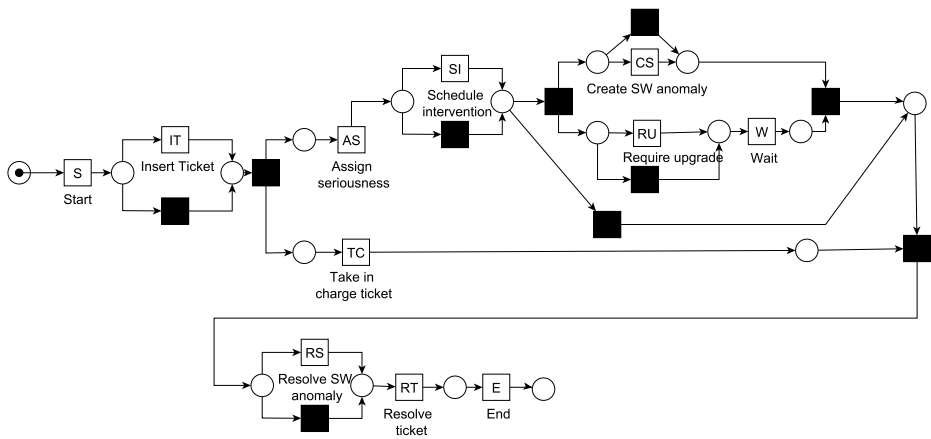 SI
Schedule
intervention
CS
Create SW anomaly
IT
Insert Ticket
AS
Assign
seriousness
RU
Require upgrade
W
Wait
S
Start
TC
Take in
charge ticket
RS
Resolve SW
anomaly
RT
Resolve
ticket
E
End